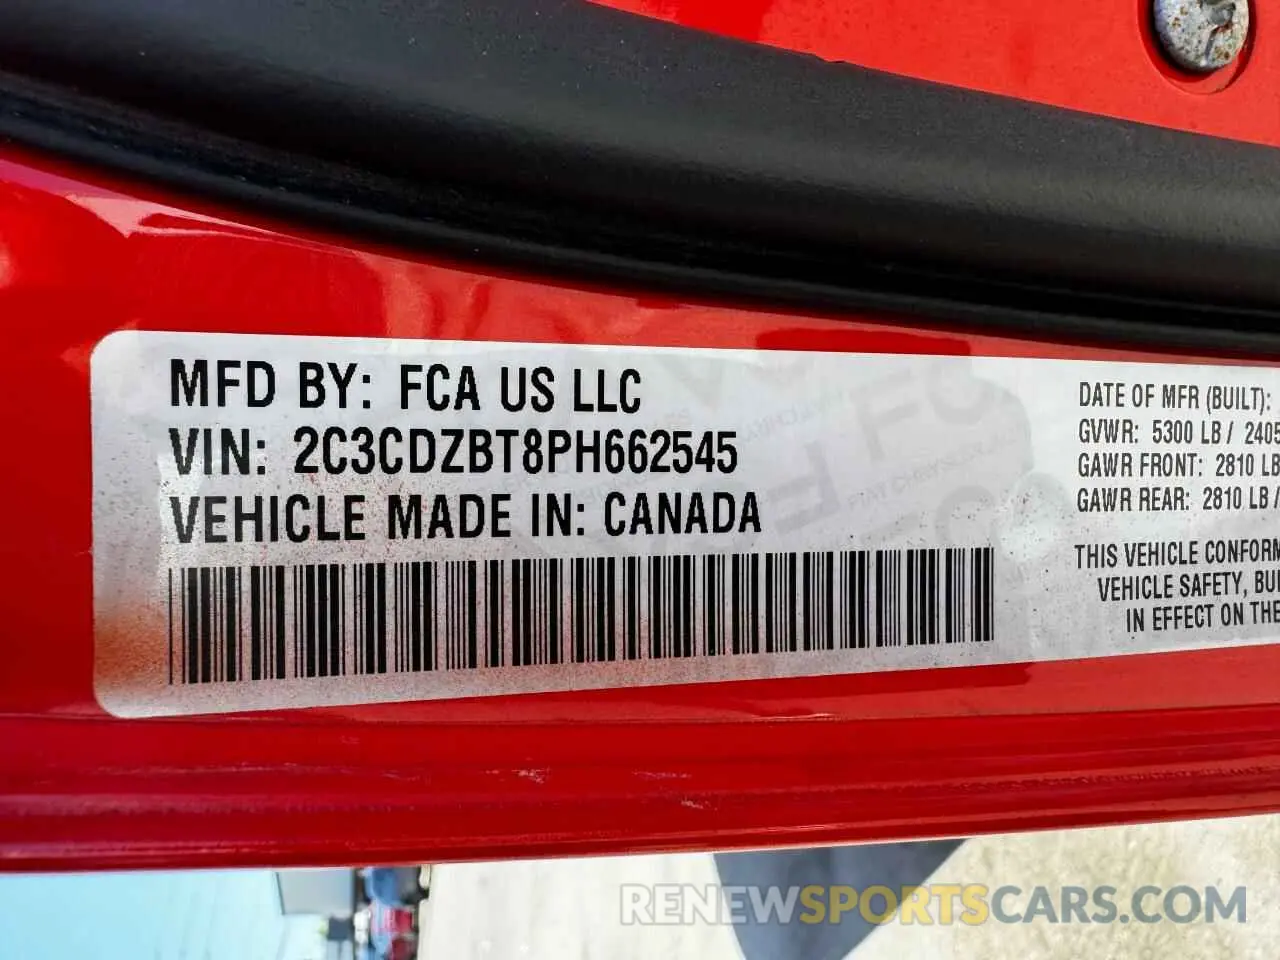 MFD BY: FCA US LLC
VIN: 2C3CDZBT8PH662545
VEHICLE MADE IN: CANADA
DATE OF MFR (BUILT):
GVWR: 5300 LB / 2405
GAWR FRONT: 2810 LB
GAWR REAR: 2810 LB /
THIS VEHICLE CONFORM
VEHICLE SAFETY, BU
IN EFFECT ON THE
RENEWSPORTSCARS.COM